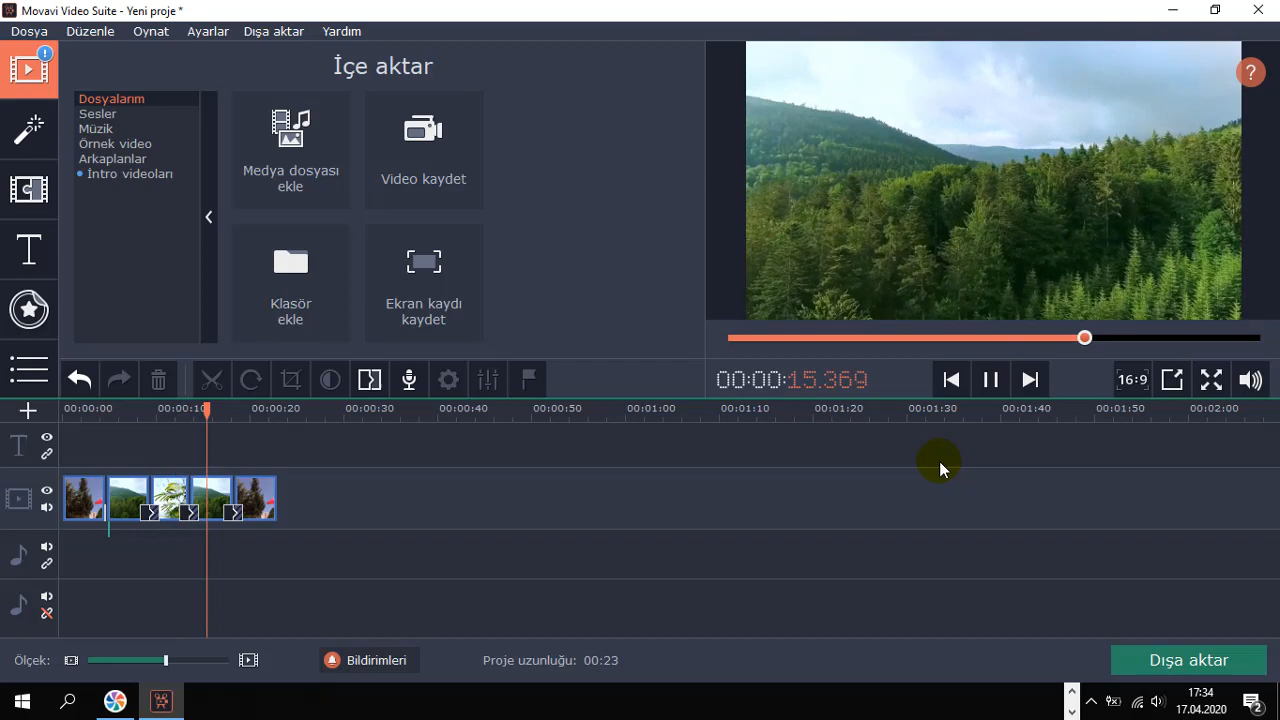 Movavi Video Suite - Yeni proje *
Dosya Düzenle Oynat Ayarlar Dışa aktar Yardım
İçe aktar
Dosyalarım
Sesler
Müzik
Örnek video
Arkaplanlar
İntro videoları
Medya dosyası
ekle
Video kaydet
Klasör
ekle
Ekran kaydı
kaydet
?
00:00:15.369
16:9
00:00:00 00:00:10 00:00:20 00:00:30 00:00:40 00:00:50 00:01:00 00:01:10 00:01:20 00:01:30 00:01:40 00:01:50 00:02:00
Ölçek:
Bildirimleri
Proje uzunluğu: 00:23
Dışa aktar
17:34
17.04.2020
2